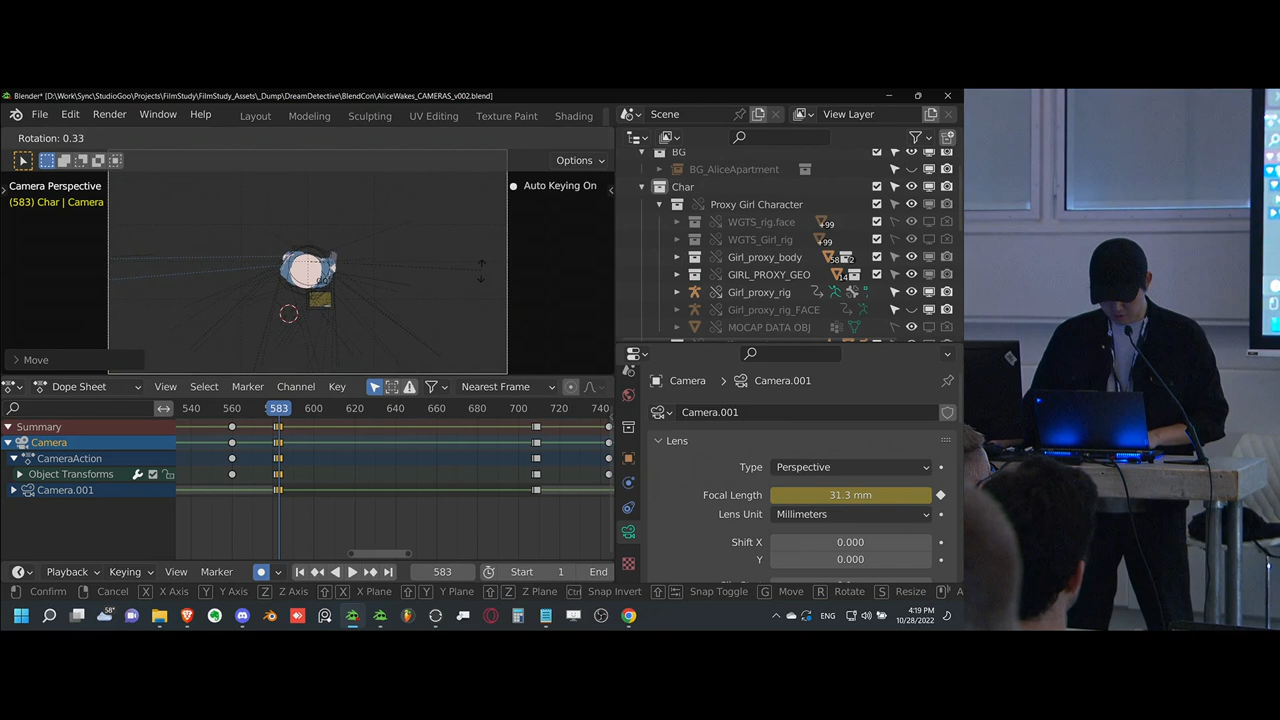 Blender* [D:\Work\Sync\StudioGoo\Projects\FilmStudy\FilmStudy_Assets\_Dump\DreamDetective\BlendCon\AliceWakes_CAMERAS_v002.blend]
File Edit Render Window Help Layout Modeling Sculpting UV Editing Texture Paint Shading
Scene View Layer
Rotation: 0.33
Options
Camera Perspective
(583) Char | Camera
Auto Keying On
Move
BG
BG_AliceApartment
Char
Proxy Girl Character
WGTS_rig.face +99
WGTS_Girl_rig +99
Girl_proxy_body 58 2
GIRL_PROXY_GEO 14
Girl_proxy_rig
Girl_proxy_rig_FACE
MOCAP DATA OBJ
Dope Sheet View Select Marker Channel Key Nearest Frame
540 560 583 600 620 640 660 680 700 720 740
Summary
Camera
CameraAction
Object Transforms
Camera.001
Camera Camera.001
Camera.001
Lens
Type Perspective
Focal Length 31.3 mm
Lens Unit Millimeters
Shift X 0.000
Y 0.000
Playback Keying View Marker 583 Start 1 End
Confirm Cancel X X Axis Y Y Axis Z Z Axis X X Plane Y Y Plane Z Z Plane Ctrl Snap Invert Snap Toggle G Move R Rotate S Resize A
58° ENG 4:19 PM
10/28/2022